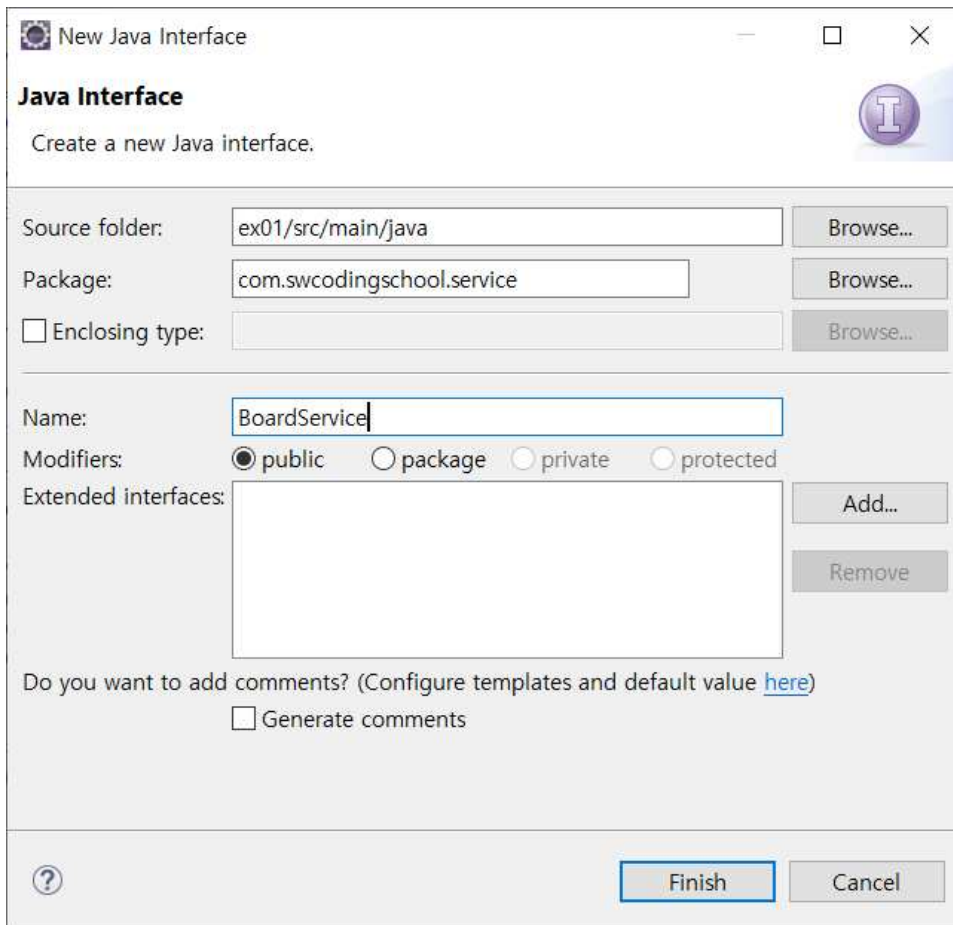 New Java Interface
Java Interface
Create a new Java interface.
Source folder: ex01/src/main/java Browse...
Package: com.swcodingschool.service Browse...
Enclosing type: Browse...
Name: BoardService
Modifiers: public package private protected
Extended interfaces: Add...
Remove
Do you want to add comments? (Configure templates and default value here)
Generate comments
? Finish Cancel